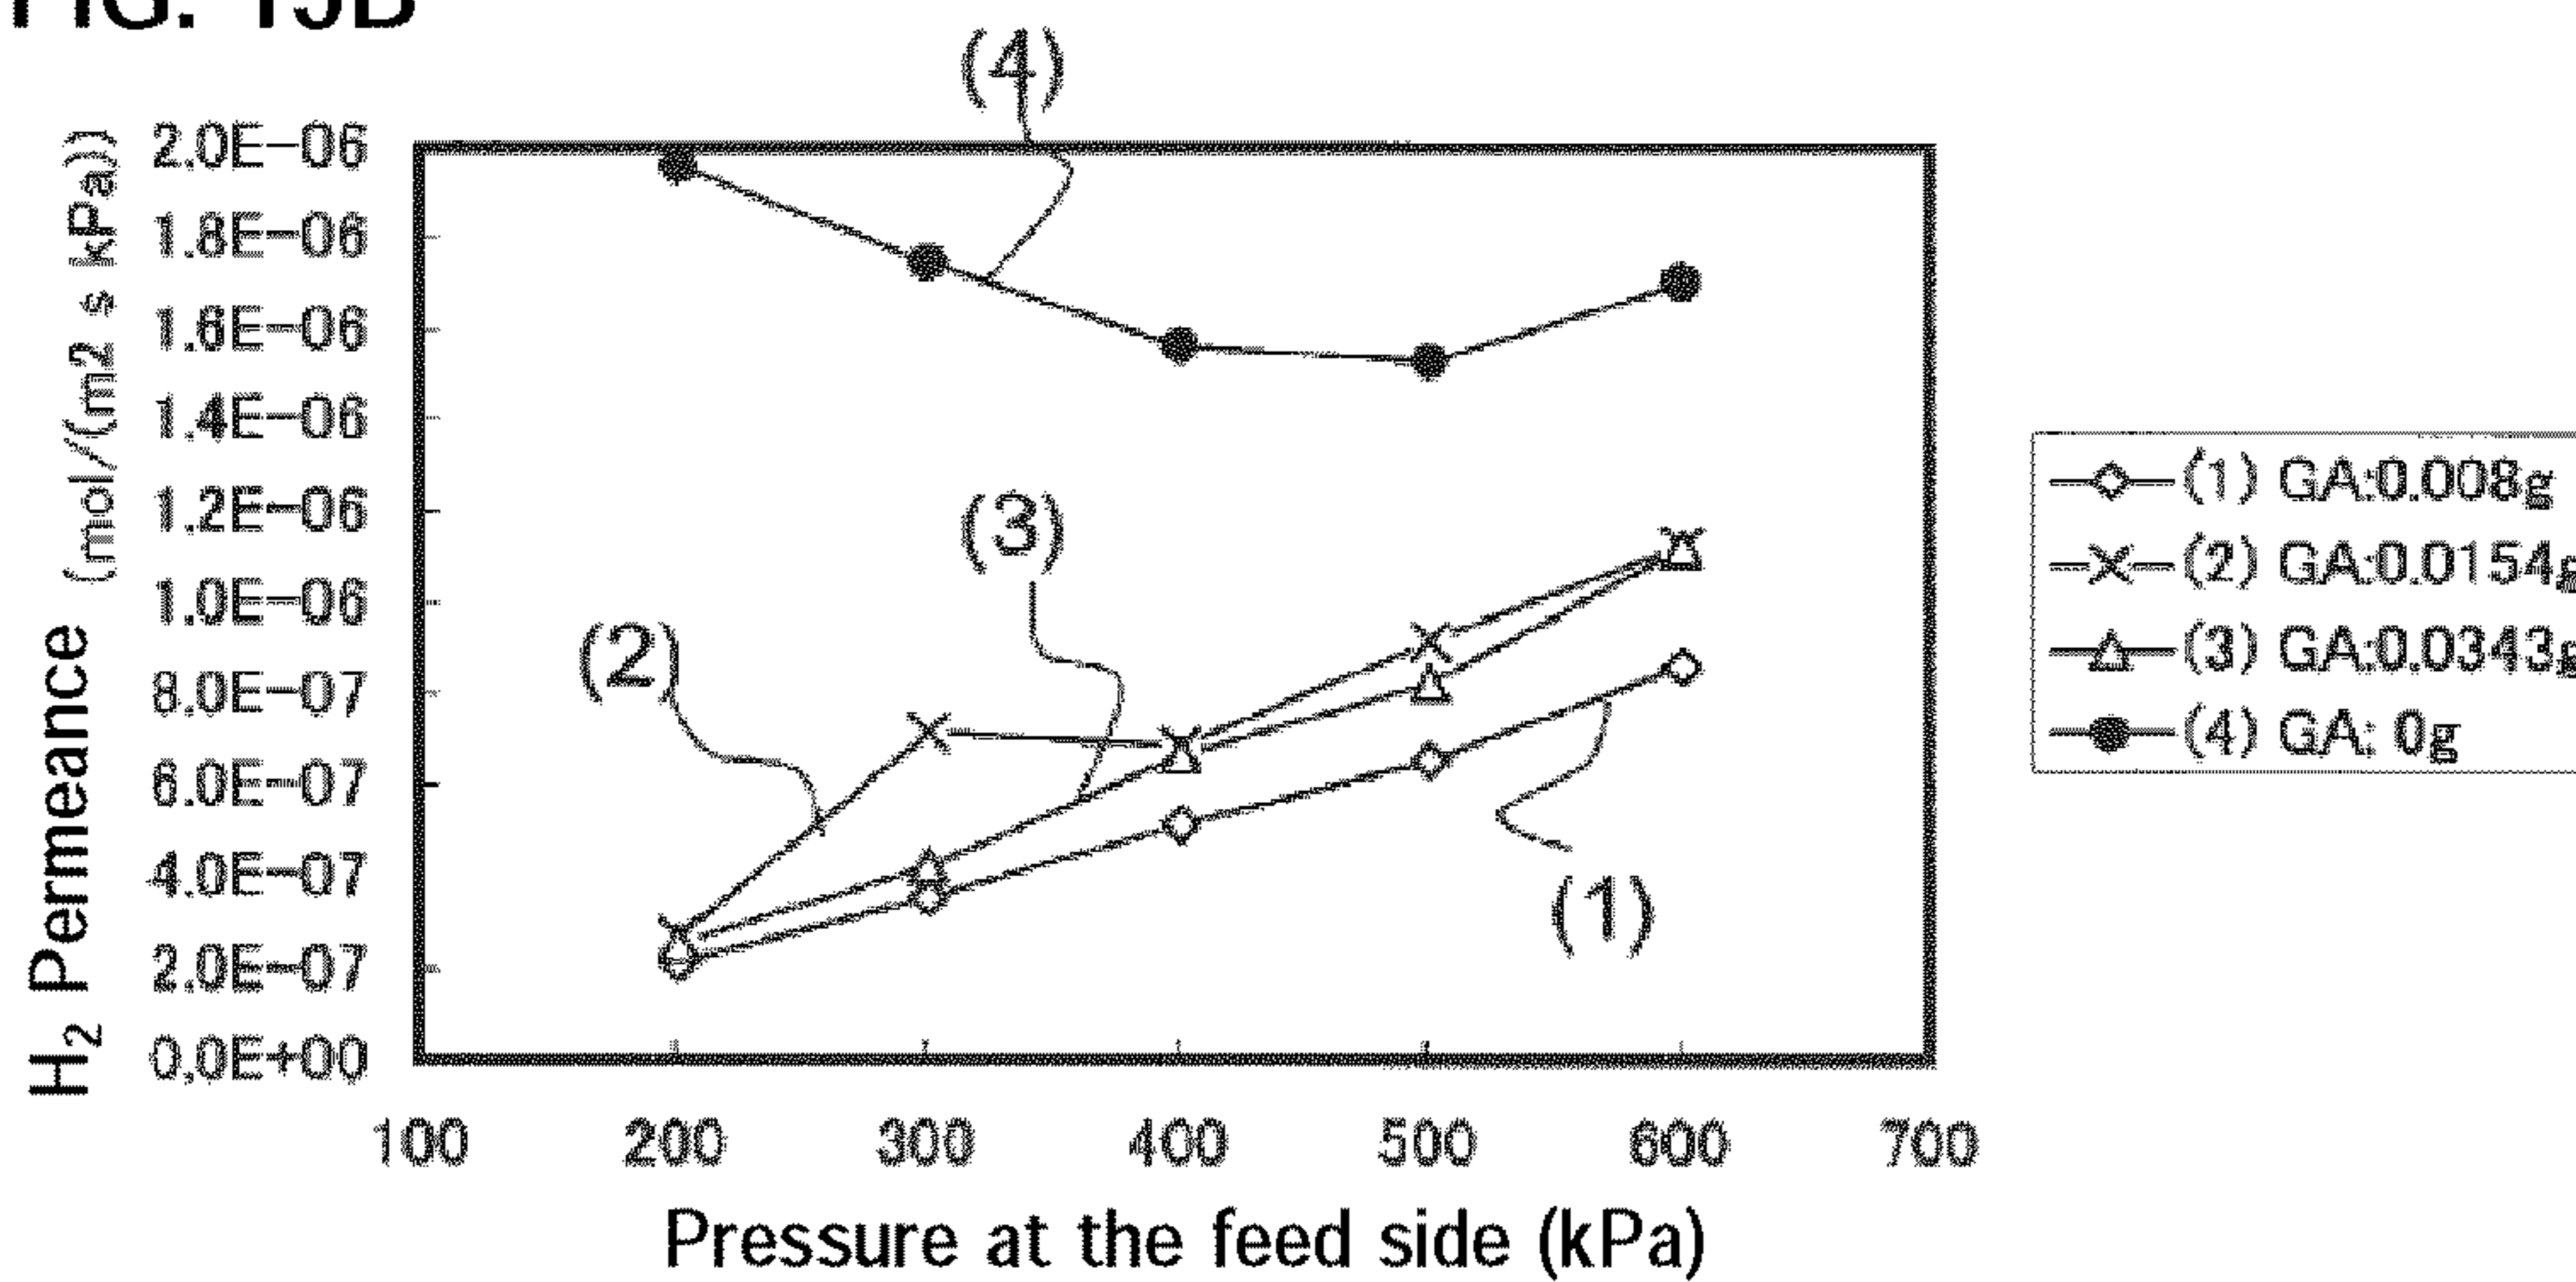 (4)
H₂ Permeance (mol/(m2 s kPa))
2.0E-06
1.8E-06
1.6E-06
1.4E-06
1.2E-06
1.0E-06
8.0E-07
6.0E-07
4.0E-07
2.0E-07
0.0E+00
(3)
(2)
(1)
100 200 300 400 500 600 700
Pressure at the feed side (kPa)
(1) GA:0.008g
(2) GA:0.0154g
(3) GA:0.0343g
(4) GA: 0g